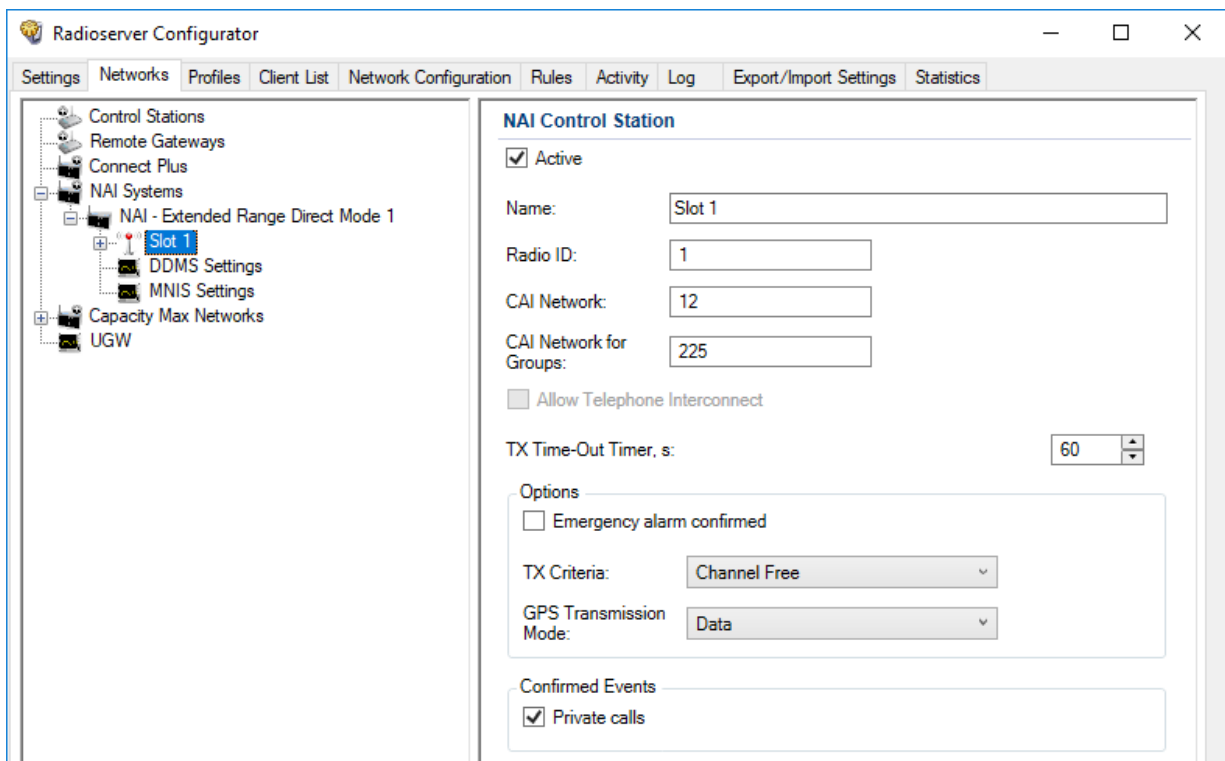 Radioserver Configurator
Settings Networks Profiles Client List Network Configuration Rules Activity Log Export/Import Settings Statistics
Control Stations
Remote Gateways
Connect Plus
NAI Systems
NAI - Extended Range Direct Mode 1
Slot 1
DDMS Settings
MNIS Settings
Capacity Max Networks
UGW
NAI Control Station
Active
Name: Slot 1
Radio ID: 1
CAI Network: 12
CAI Network for
Groups: 225
Allow Telephone Interconnect
TX Time-Out Timer, s: 60
Options
Emergency alarm confirmed
TX Criteria: Channel Free
GPS Transmission
Mode: Data
Confirmed Events
Private calls